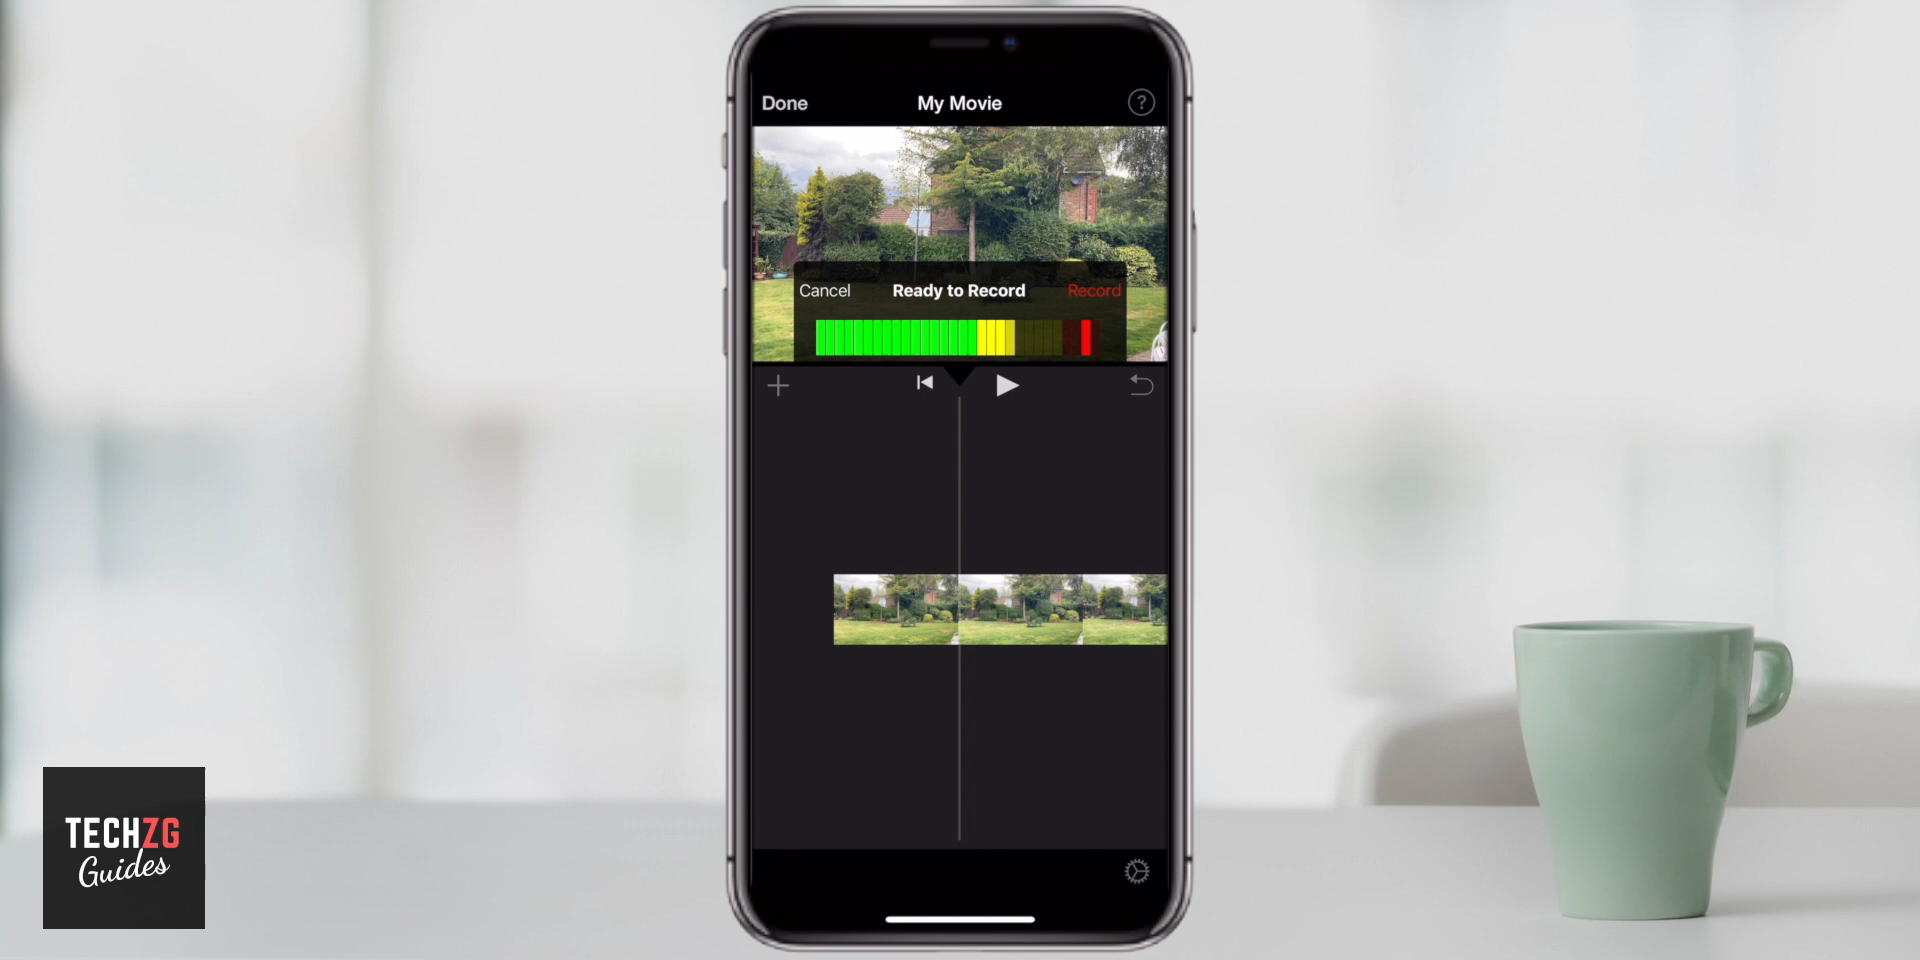 Done
My Movie
?
Cancel
Ready to Record
Record
TECHZG
Guides